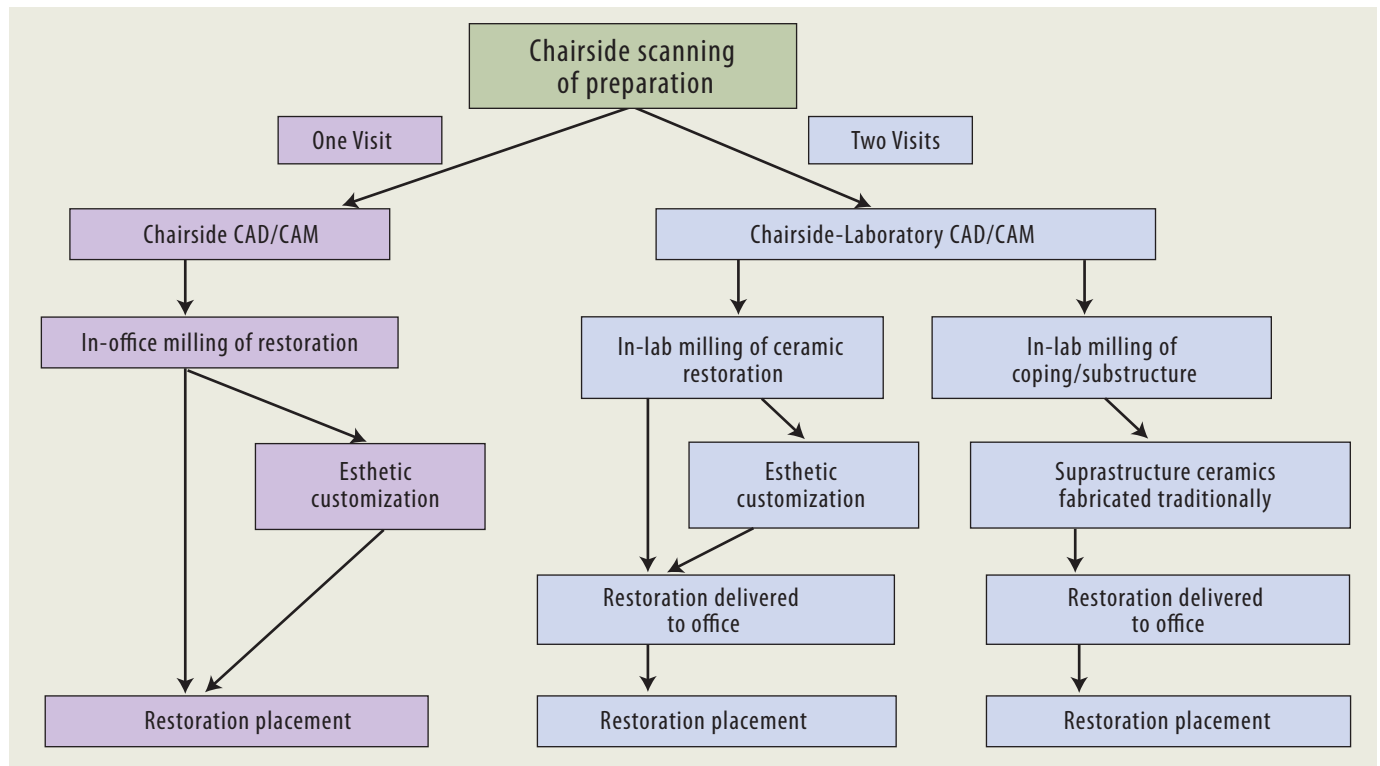 Chairside scanning
of preparation
One Visit
Two Visits
Chairside CAD/CAM
Chairside-Laboratory CAD/CAM
In-office milling of restoration
In-lab milling of ceramic
restoration
In-lab milling of
coping/substructure
Esthetic
customization
Esthetic
customization
Suprastructure ceramics
fabricated traditionally
Restoration delivered
to office
Restoration delivered
to office
Restoration placement
Restoration placement
Restoration placement